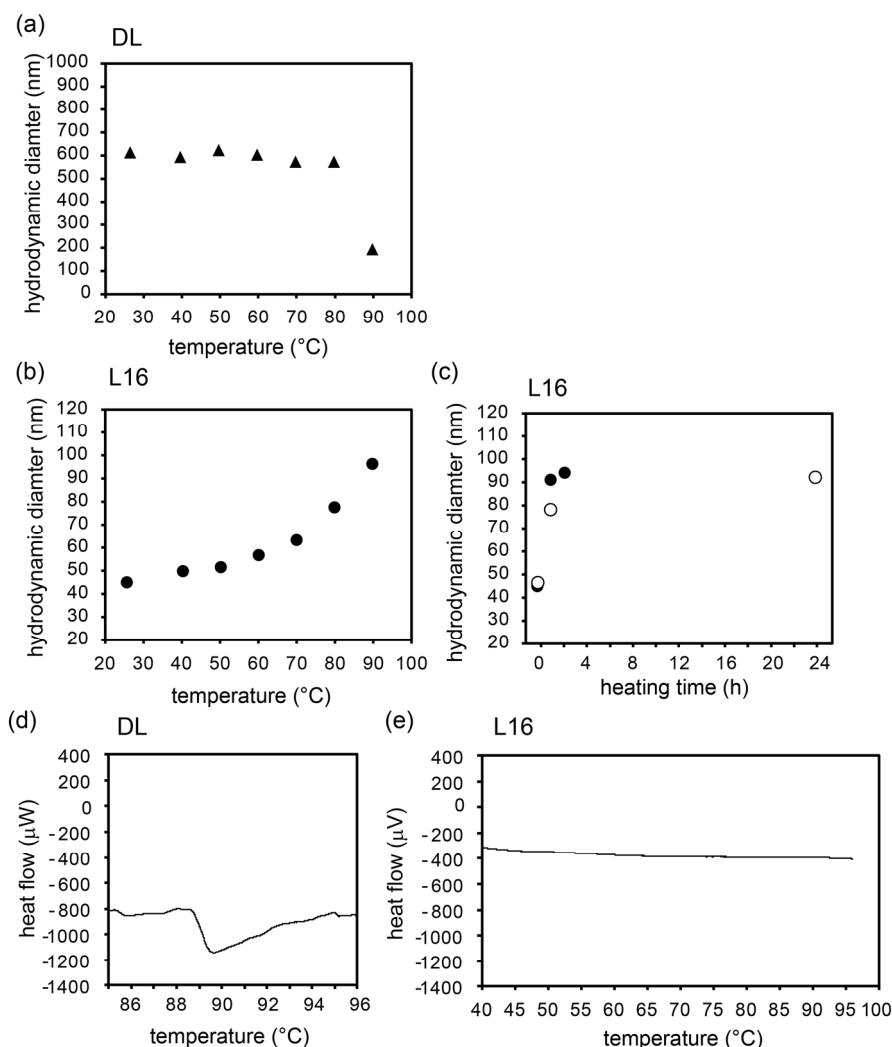 (a)
DL
hydrodynamic diamter (nm)
1000
900
800
700
600
500
400
300
200
100
0
20 30 40 50 60 70 80 90 100
temperature (°C)
(b)
L16
hydrodynamic diamter (nm)
120
110
100
90
80
70
60
50
40
30
20
20 30 40 50 60 70 80 90 100
temperature (°C)
(c)
L16
hydrodynamic diamter (nm)
120
110
100
90
80
70
60
50
40
30
20
0 4 8 12 16 20 24
heating time (h)
(d)
DL
heat flow (μW)
400
200
0
-200
-400
-600
-800
-1000
-1200
-1400
86 88 90 92 94 96
temperature (°C)
(e)
L16
heat flow (μV)
400
200
0
-200
-400
-600
-800
-1000
-1200
-1400
40 45 50 55 60 65 70 75 80 85 90 95 100
temperature (°C)